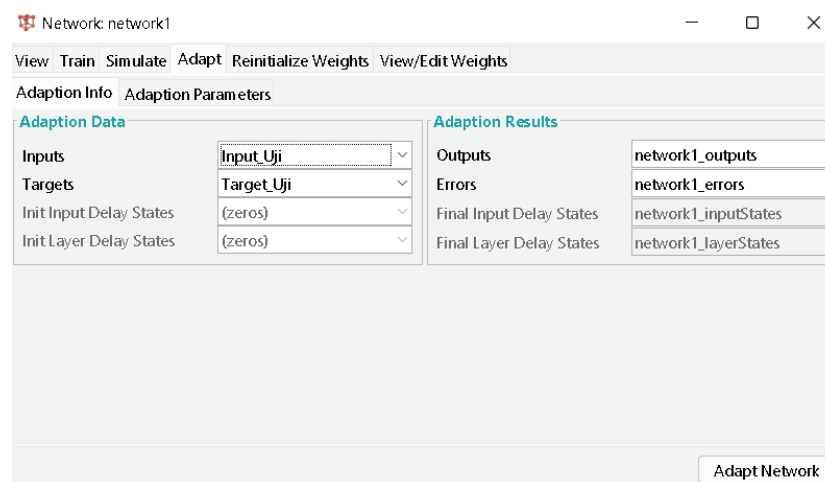 Network: network1
View Train Simulate Adapt Reinitialize Weights View/Edit Weights
Adaption Info Adaption Parameters
Adaption Data
Inputs Input_Uji
Targets Target_Uji
Init Input Delay States (zeros)
Init Layer Delay States (zeros)
Adaption Results
Outputs network1_outputs
Errors network1_errors
Final Input Delay States network1_inputStates
Final Layer Delay States network1_layerStates
Adapt Network